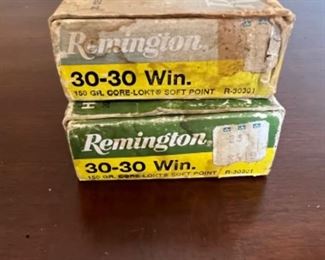 Remington
30-30 Win.
150 GR. CORE-LOKT® SOFT POINT R-30301
Remington
30-30 Win.
150 GR. CORE-LOKT® SOFT POINT R-30301